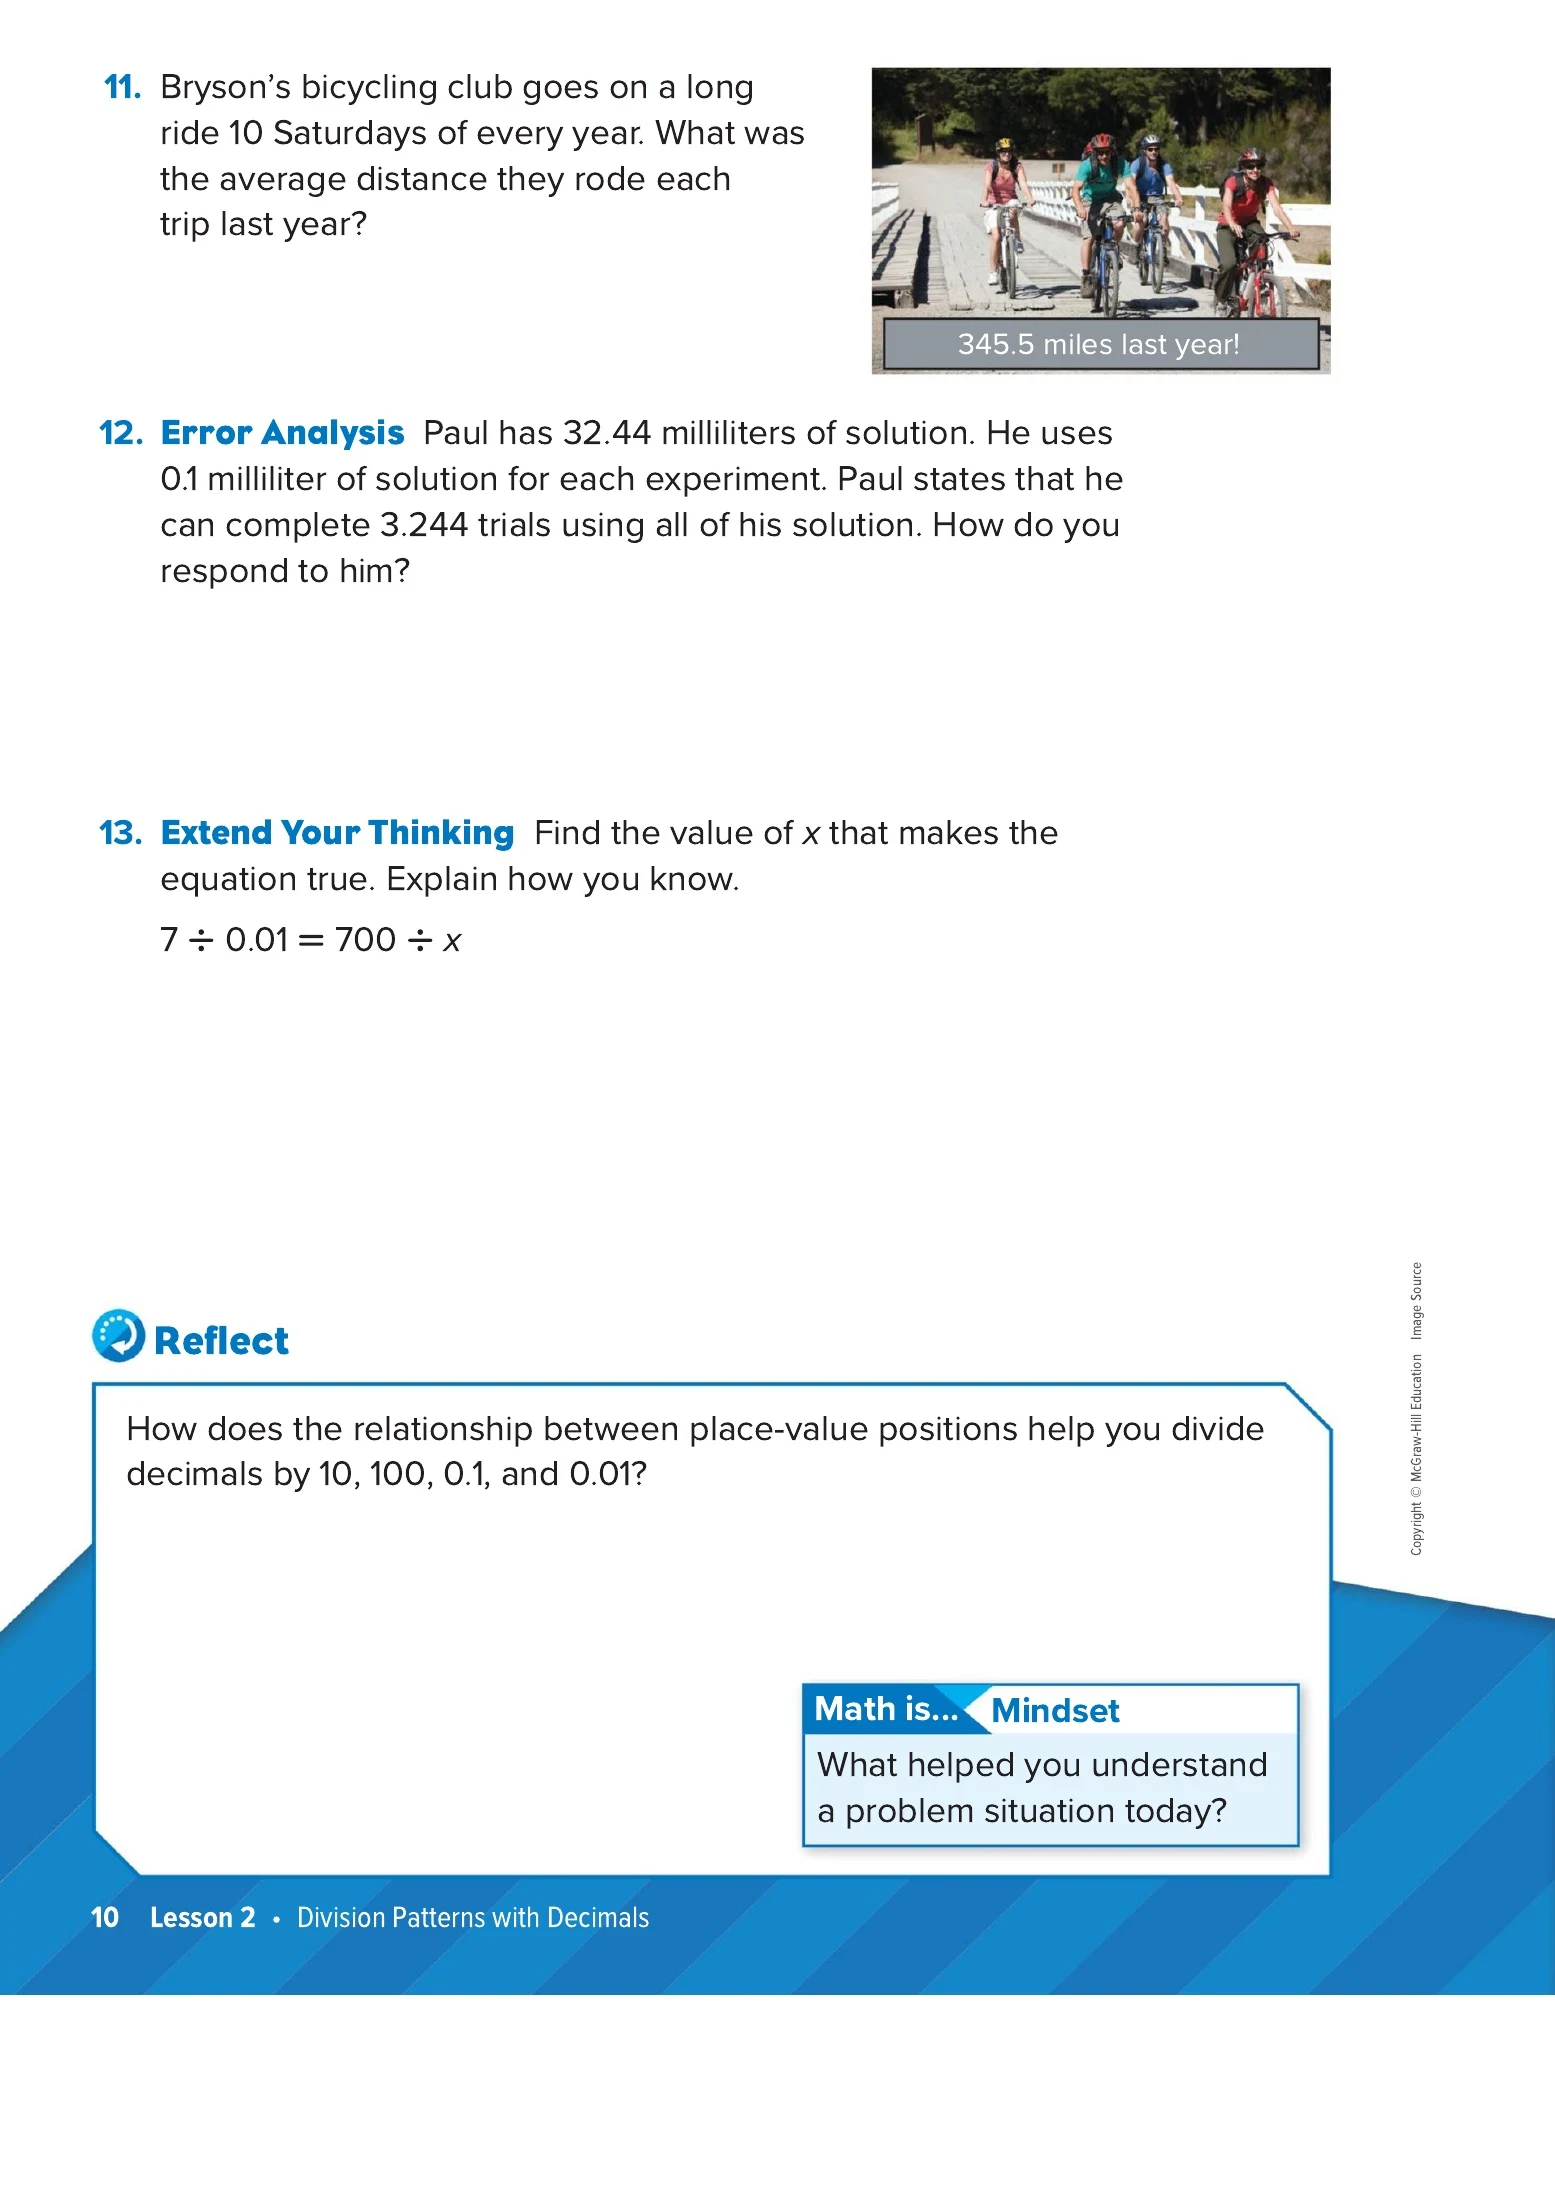 11. Bryson’s bicycling club goes on a long
ride 10 Saturdays of every year. What was
the average distance they rode each
trip last year?
345.5 miles last year!
12. Error Analysis Paul has 32.44 milliliters of solution. He uses
0.1 milliliter of solution for each experiment. Paul states that he
can complete 3.244 trials using all of his solution. How do you
respond to him?
13. Extend Your Thinking Find the value of x that makes the
equation true. Explain how you know.
7 ÷ 0.01 = 700 ÷ x
Reflect
How does the relationship between place-value positions help you divide
decimals by 10, 100, 0.1, and 0.01?
Math is... Mindset
What helped you understand
a problem situation today?
10 Lesson 2 • Division Patterns with Decimals
Copyright © McGraw-Hill Education Image Source